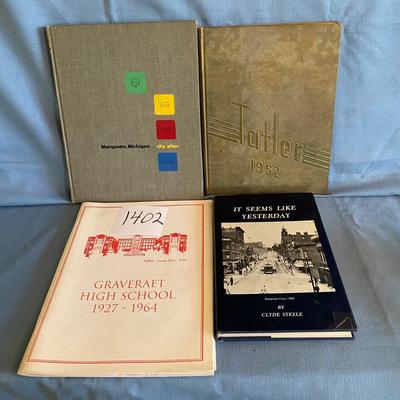 Marquette, Michigan city plan
Tatler
1952
1402
GRAVERAET
HIGH SCHOOL
1927 - 1964
IT SEEMS LIKE
YESTERDAY
BY
CLYDE STEELE